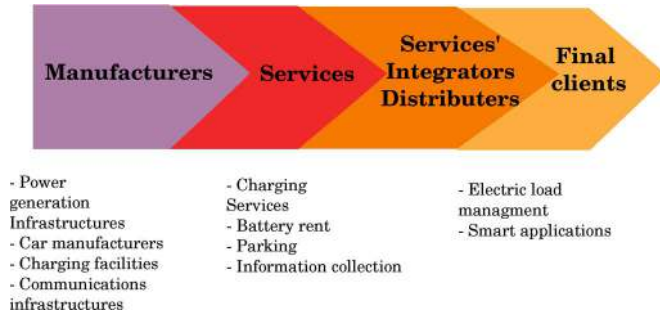 Manufacturers
Services
Services'
Integrators
Distributers
Final
clients
- Power
generation
Infrastructures
- Car manufacturers
- Charging facilities
- Communications
infrastructures
- Charging
Services
- Battery rent
- Parking
- Information collection
- Electric load
managment
- Smart applications